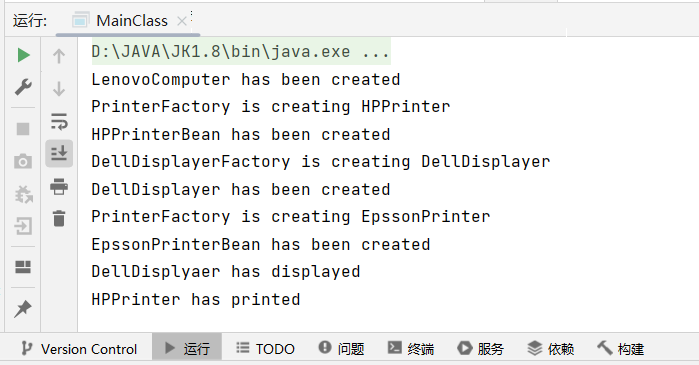 运行: MainClass ×
D:\JAVA\JK1.8\bin\java.exe ...
LenovoComputer has been created
PrinterFactory is creating HPPrinter
HPPrinterBean has been created
DellDisplayerFactory is creating DellDisplayer
DellDisplayer has been created
PrinterFactory is creating EpssonPrinter
EpssonPrinterBean has been created
DellDisplyaer has displayed
HPPrinter has printed
Version Control 运行 TODO 问题 终端 服务 依赖 构建